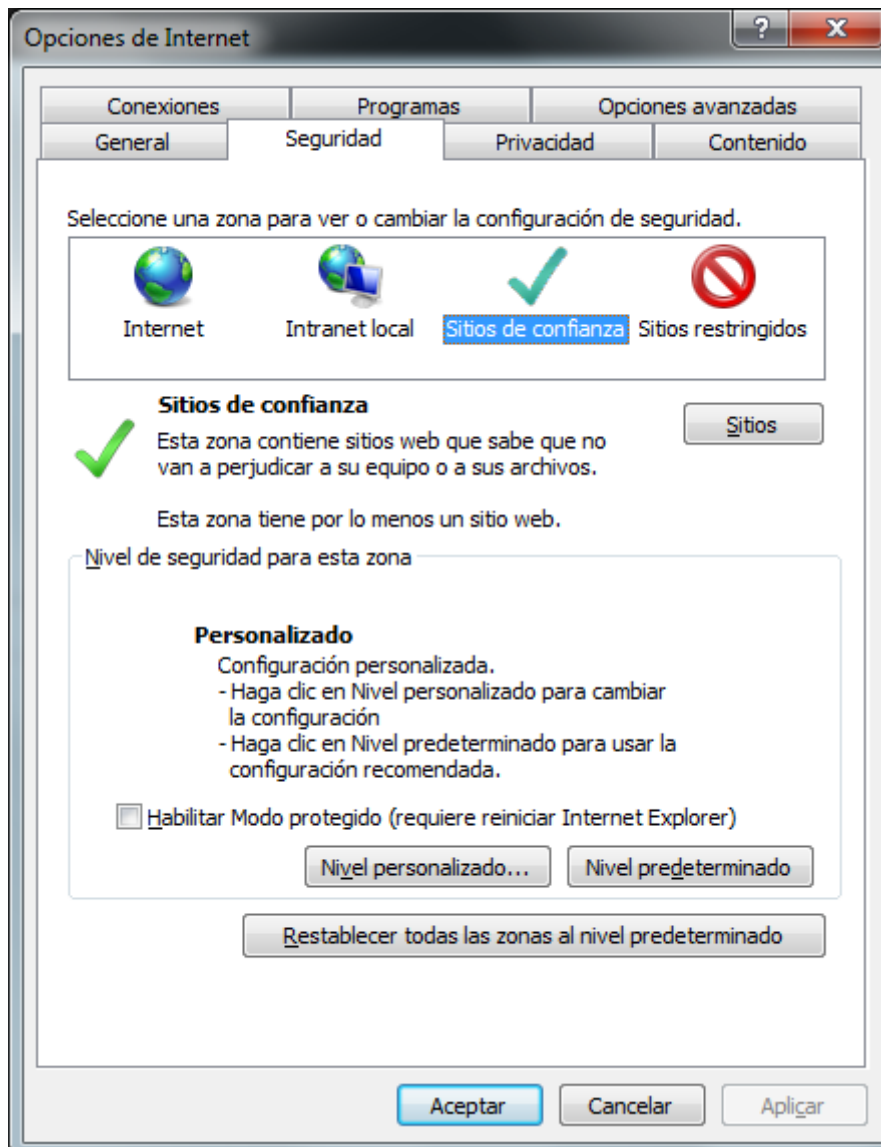 Opciones de Internet
?
X
Conexiones
Programas
Opciones avanzadas
General
Seguridad
Privacidad
Contenido
Seleccione una zona para ver o cambiar la configuración de seguridad.
Internet
Intranet local
Sitios de confianza
Sitios restringidos
Sitios de confianza
Sitios
Esta zona contiene sitios web que sabe que no
van a perjudicar a su equipo o a sus archivos.
Esta zona tiene por lo menos un sitio web.
Nivel de seguridad para esta zona
Personalizado
Configuración personalizada.
- Haga clic en Nivel personalizado para cambiar
la configuración
- Haga clic en Nivel predeterminado para usar la
configuración recomendada.
Habilitar Modo protegido (requiere reiniciar Internet Explorer)
Nivel personalizado...
Nivel predeterminado
Restablecer todas las zonas al nivel predeterminado
Aceptar
Cancelar
Aplicar